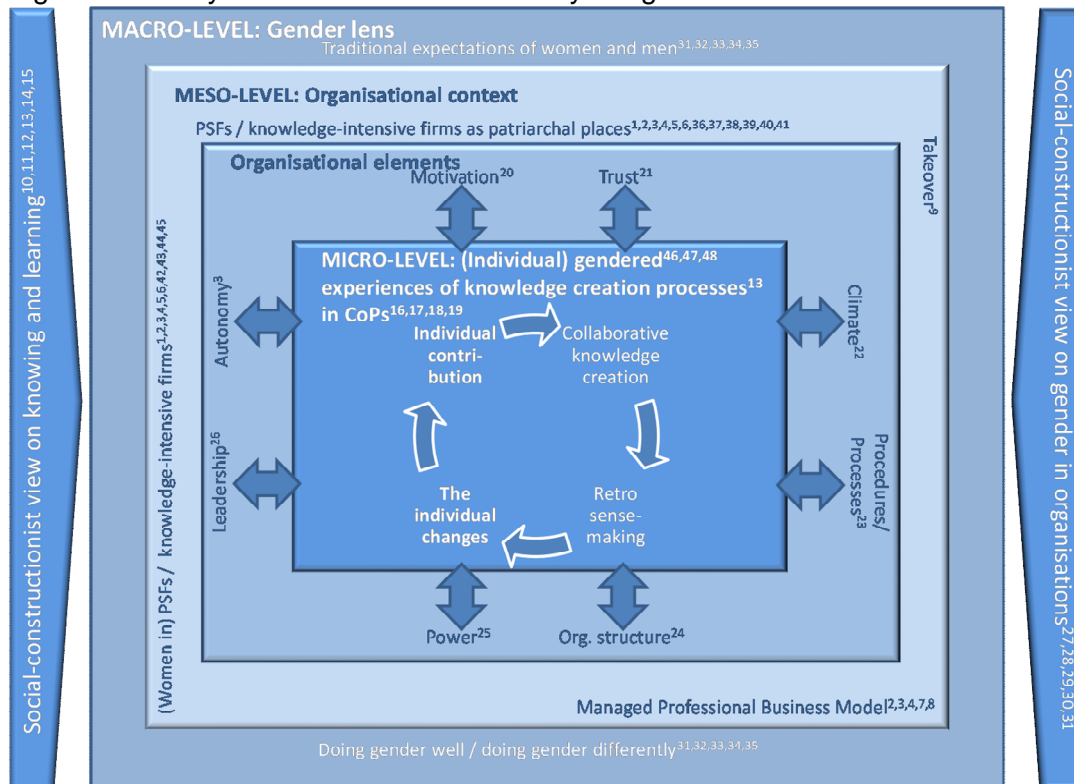 MACRO-LEVEL: Gender lens
Traditional expectations of women and men31,32,33,34,35
Social-constructionist view on knowing and learning10,11,12,13,14,15
MESO-LEVEL: Organisational context
PSFs / knowledge-intensive firms as patriarchal places1,2,3,4,5,6,36,37,38,39,40,41
Takeover9
(Women in) PSFs / knowledge-intensive firms1,2,3,4,5,6,42,43,44,45
Organisational elements
Motivation20
Trust21
Autonomy3
Leadership26
MICRO-LEVEL: (Individual) gendered46,47,48
experiences of knowledge creation processes13
in CoPs16,17,18,19
Individual
contri-
bution
Collaborative
knowledge
creation
The
individual
changes
Retro
sense-
making
Climate22
Procedures/
Processes23
Power25
Org. structure24
Managed Professional Business Model2,3,4,7,8
Doing gender well / doing gender differently31,32,33,34,35
Social-constructionist view on gender in organisations27,28,29,30,31